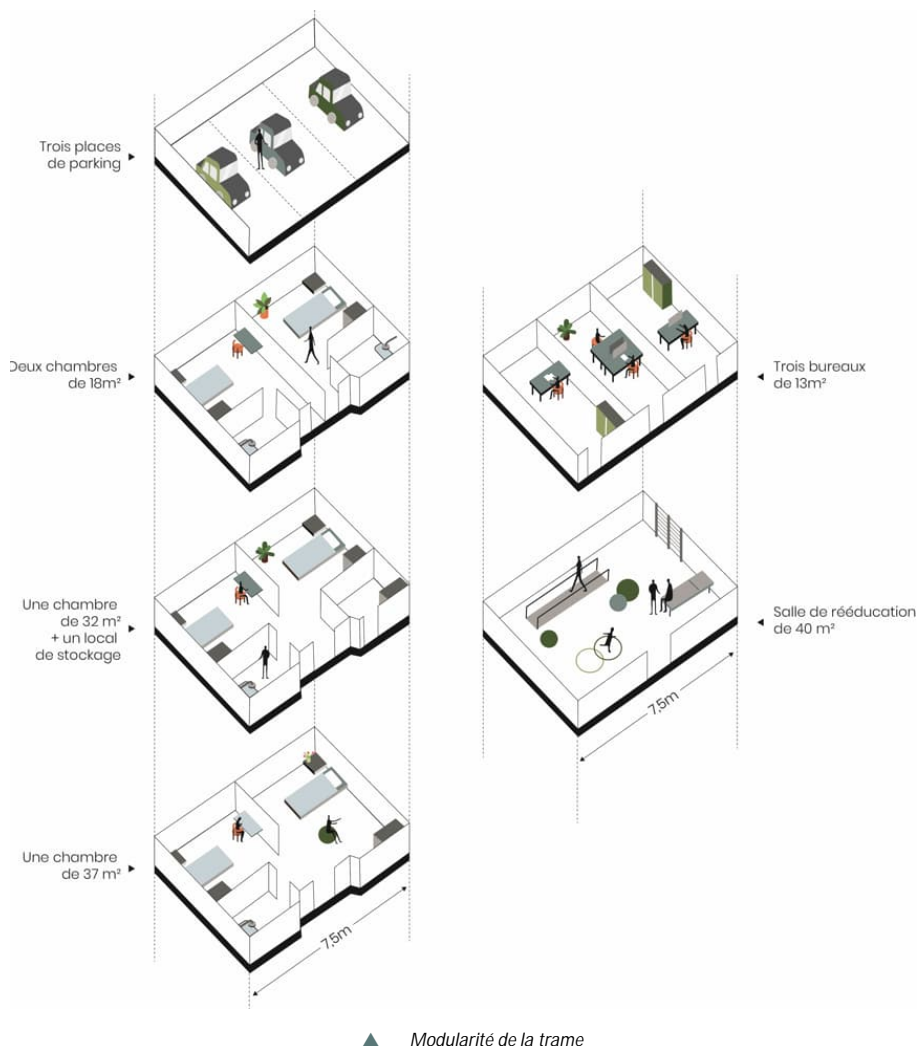 Trois places
de parking
Deux chambres
de 18m²
Une chambre
de 32 m²
+ un local
de stockage
Une chambre
de 37 m²
7,5m
Trois bureaux
de 13m²
Salle de rééducation
de 40 m²
7,5m
Modularité de la trame